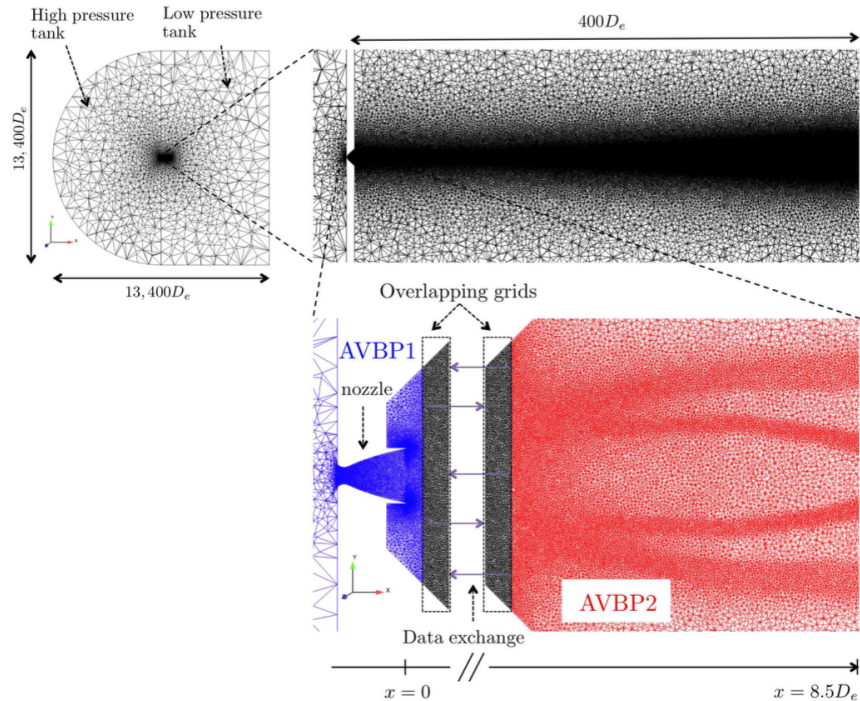 High pressure
tank
Low pressure
tank
13,400D_e
Y
X
13,400D_e
400D_e
Overlapping grids
AVBP1
nozzle
Y
X
AVBP2
Data exchange
x = 0
x = 8.5D_e